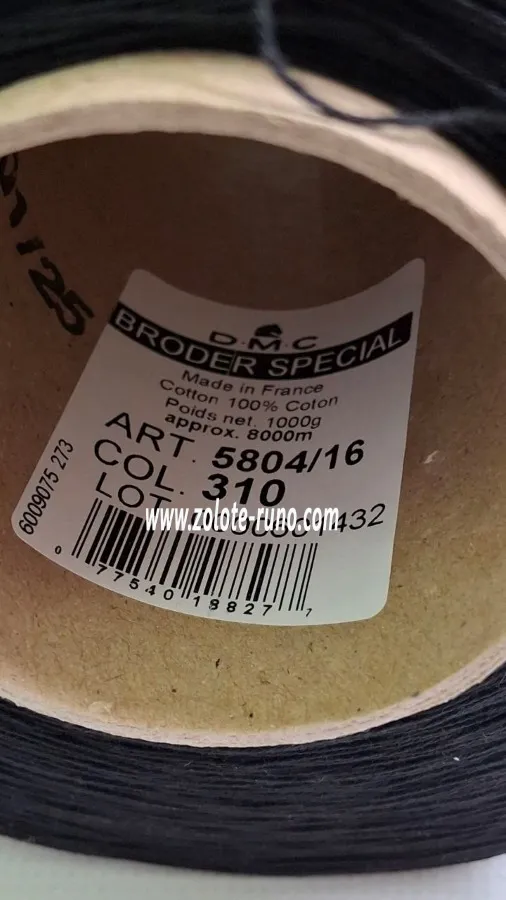 D·M·C
BRODER SPECIAL
Made in France
Cotton 100% Coton
Poids net. 1000g
approx. 8000m
ART. 5804/16
COL. 310
LOT
www.zolote-runo.com
1432
6009075 273
0 77540 18827 7